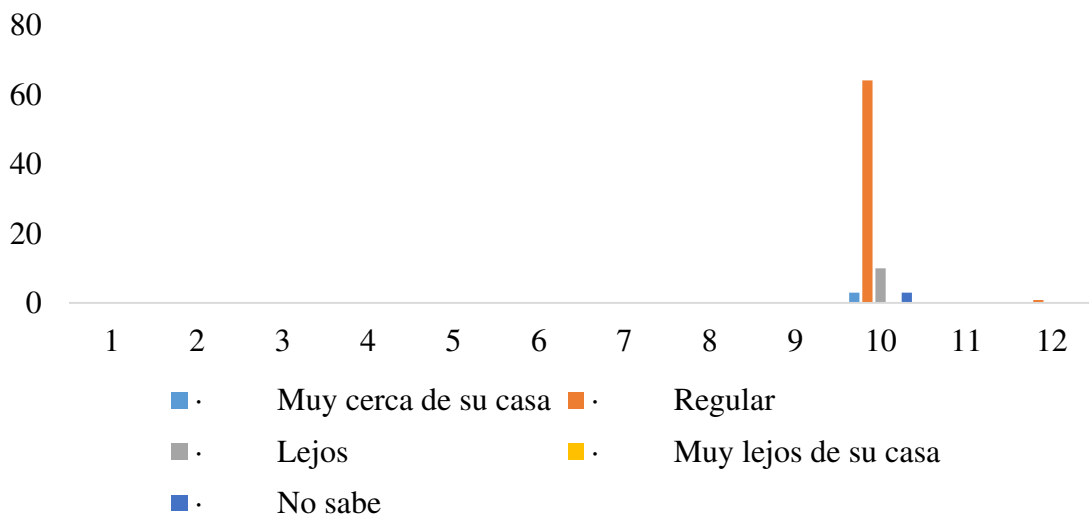 80
60
40
20
0
1 2 3 4 5 6 7 8 9 10 11 12
· Muy cerca de su casa · Regular
· Lejos · Muy lejos de su casa
· No sabe